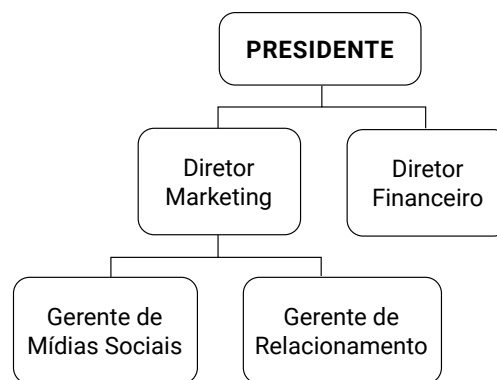 PRESIDENTE
Diretor
Marketing
Diretor
Financeiro
Gerente de
Mídias Sociais
Gerente de
Relacionamento